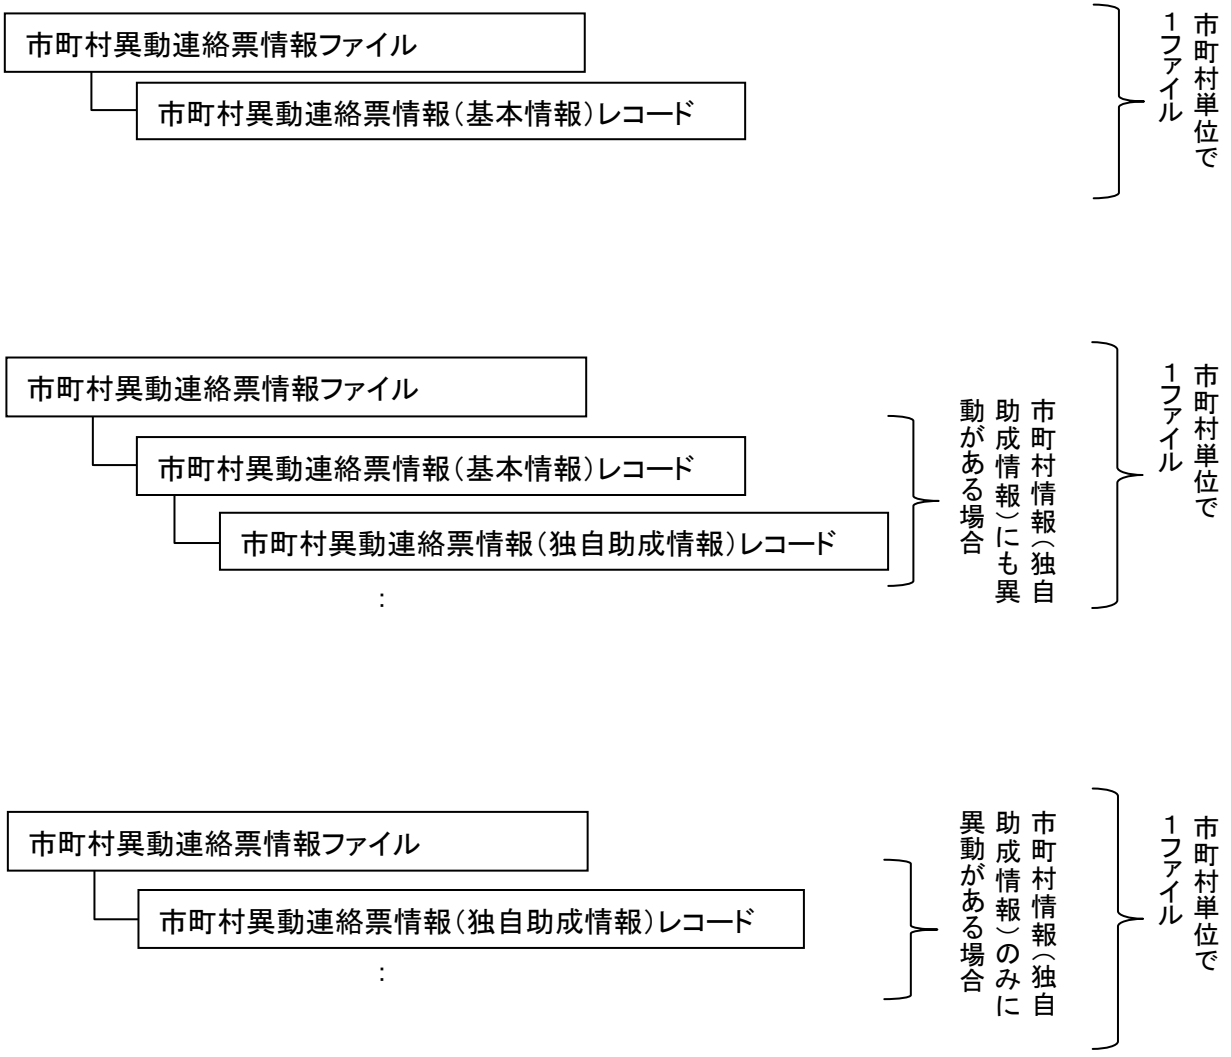 市町村異動連絡票情報ファイル
市町村異動連絡票情報（基本情報）レコード
市町村単位で
１ファイル
市町村異動連絡票情報ファイル
市町村異動連絡票情報（基本情報）レコード
市町村異動連絡票情報（独自助成情報）レコード
：
市町村情報（独自
助成情報）にも異
動がある場合
市町村単位で
１ファイル
市町村異動連絡票情報ファイル
市町村異動連絡票情報（独自助成情報）レコード
：
市町村情報（独自
助成情報）のみに
異動がある場合
市町村単位で
１ファイル